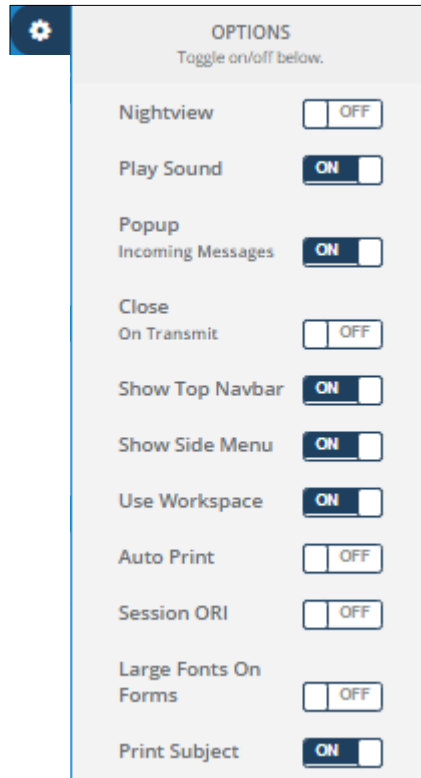 OPTIONS
Toggle on/off below.
Nightview OFF
Play Sound ON
Popup
Incoming Messages ON
Close
On Transmit OFF
Show Top Navbar ON
Show Side Menu ON
Use Workspace ON
Auto Print OFF
Session ORI OFF
Large Fonts On
Forms OFF
Print Subject ON